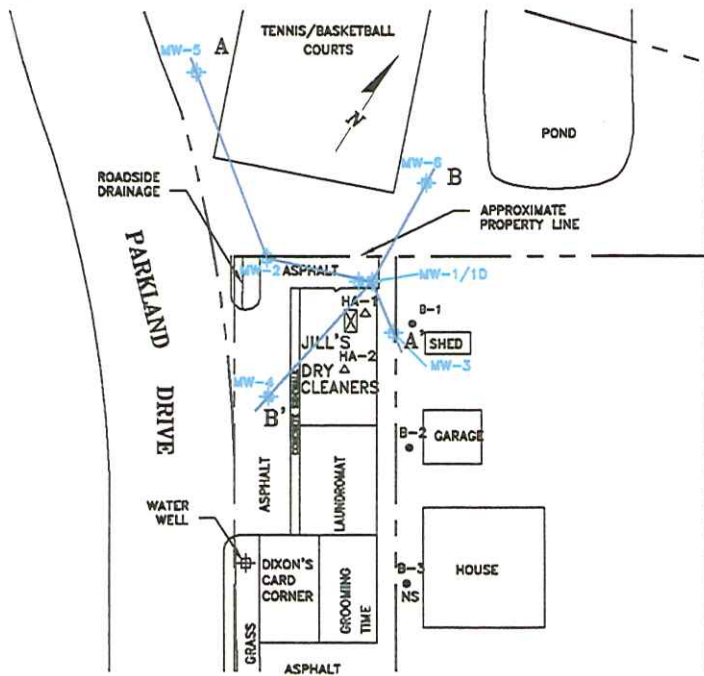 TENNIS/BASKETBALL
COURTS
MW-5
A
N
POND
MW-6
B
ROADSIDE
DRAINAGE
APPROXIMATE
PROPERTY LINE
PARKLAND DRIVE
MW-2
ASPHALT
MW-1/1D
HA-1
B-1
JILL'S
DRY
CLEANERS
HA-2
A'
SHED
MW-3
MW-4
B'
CONCRETE SIDEWALK
B-2
GARAGE
ASPHALT
LAUNDROMAT
WATER
WELL
DIXON'S
CARD
CORNER
GROOMING
TIME
B-3
NS
HOUSE
GRASS
ASPHALT